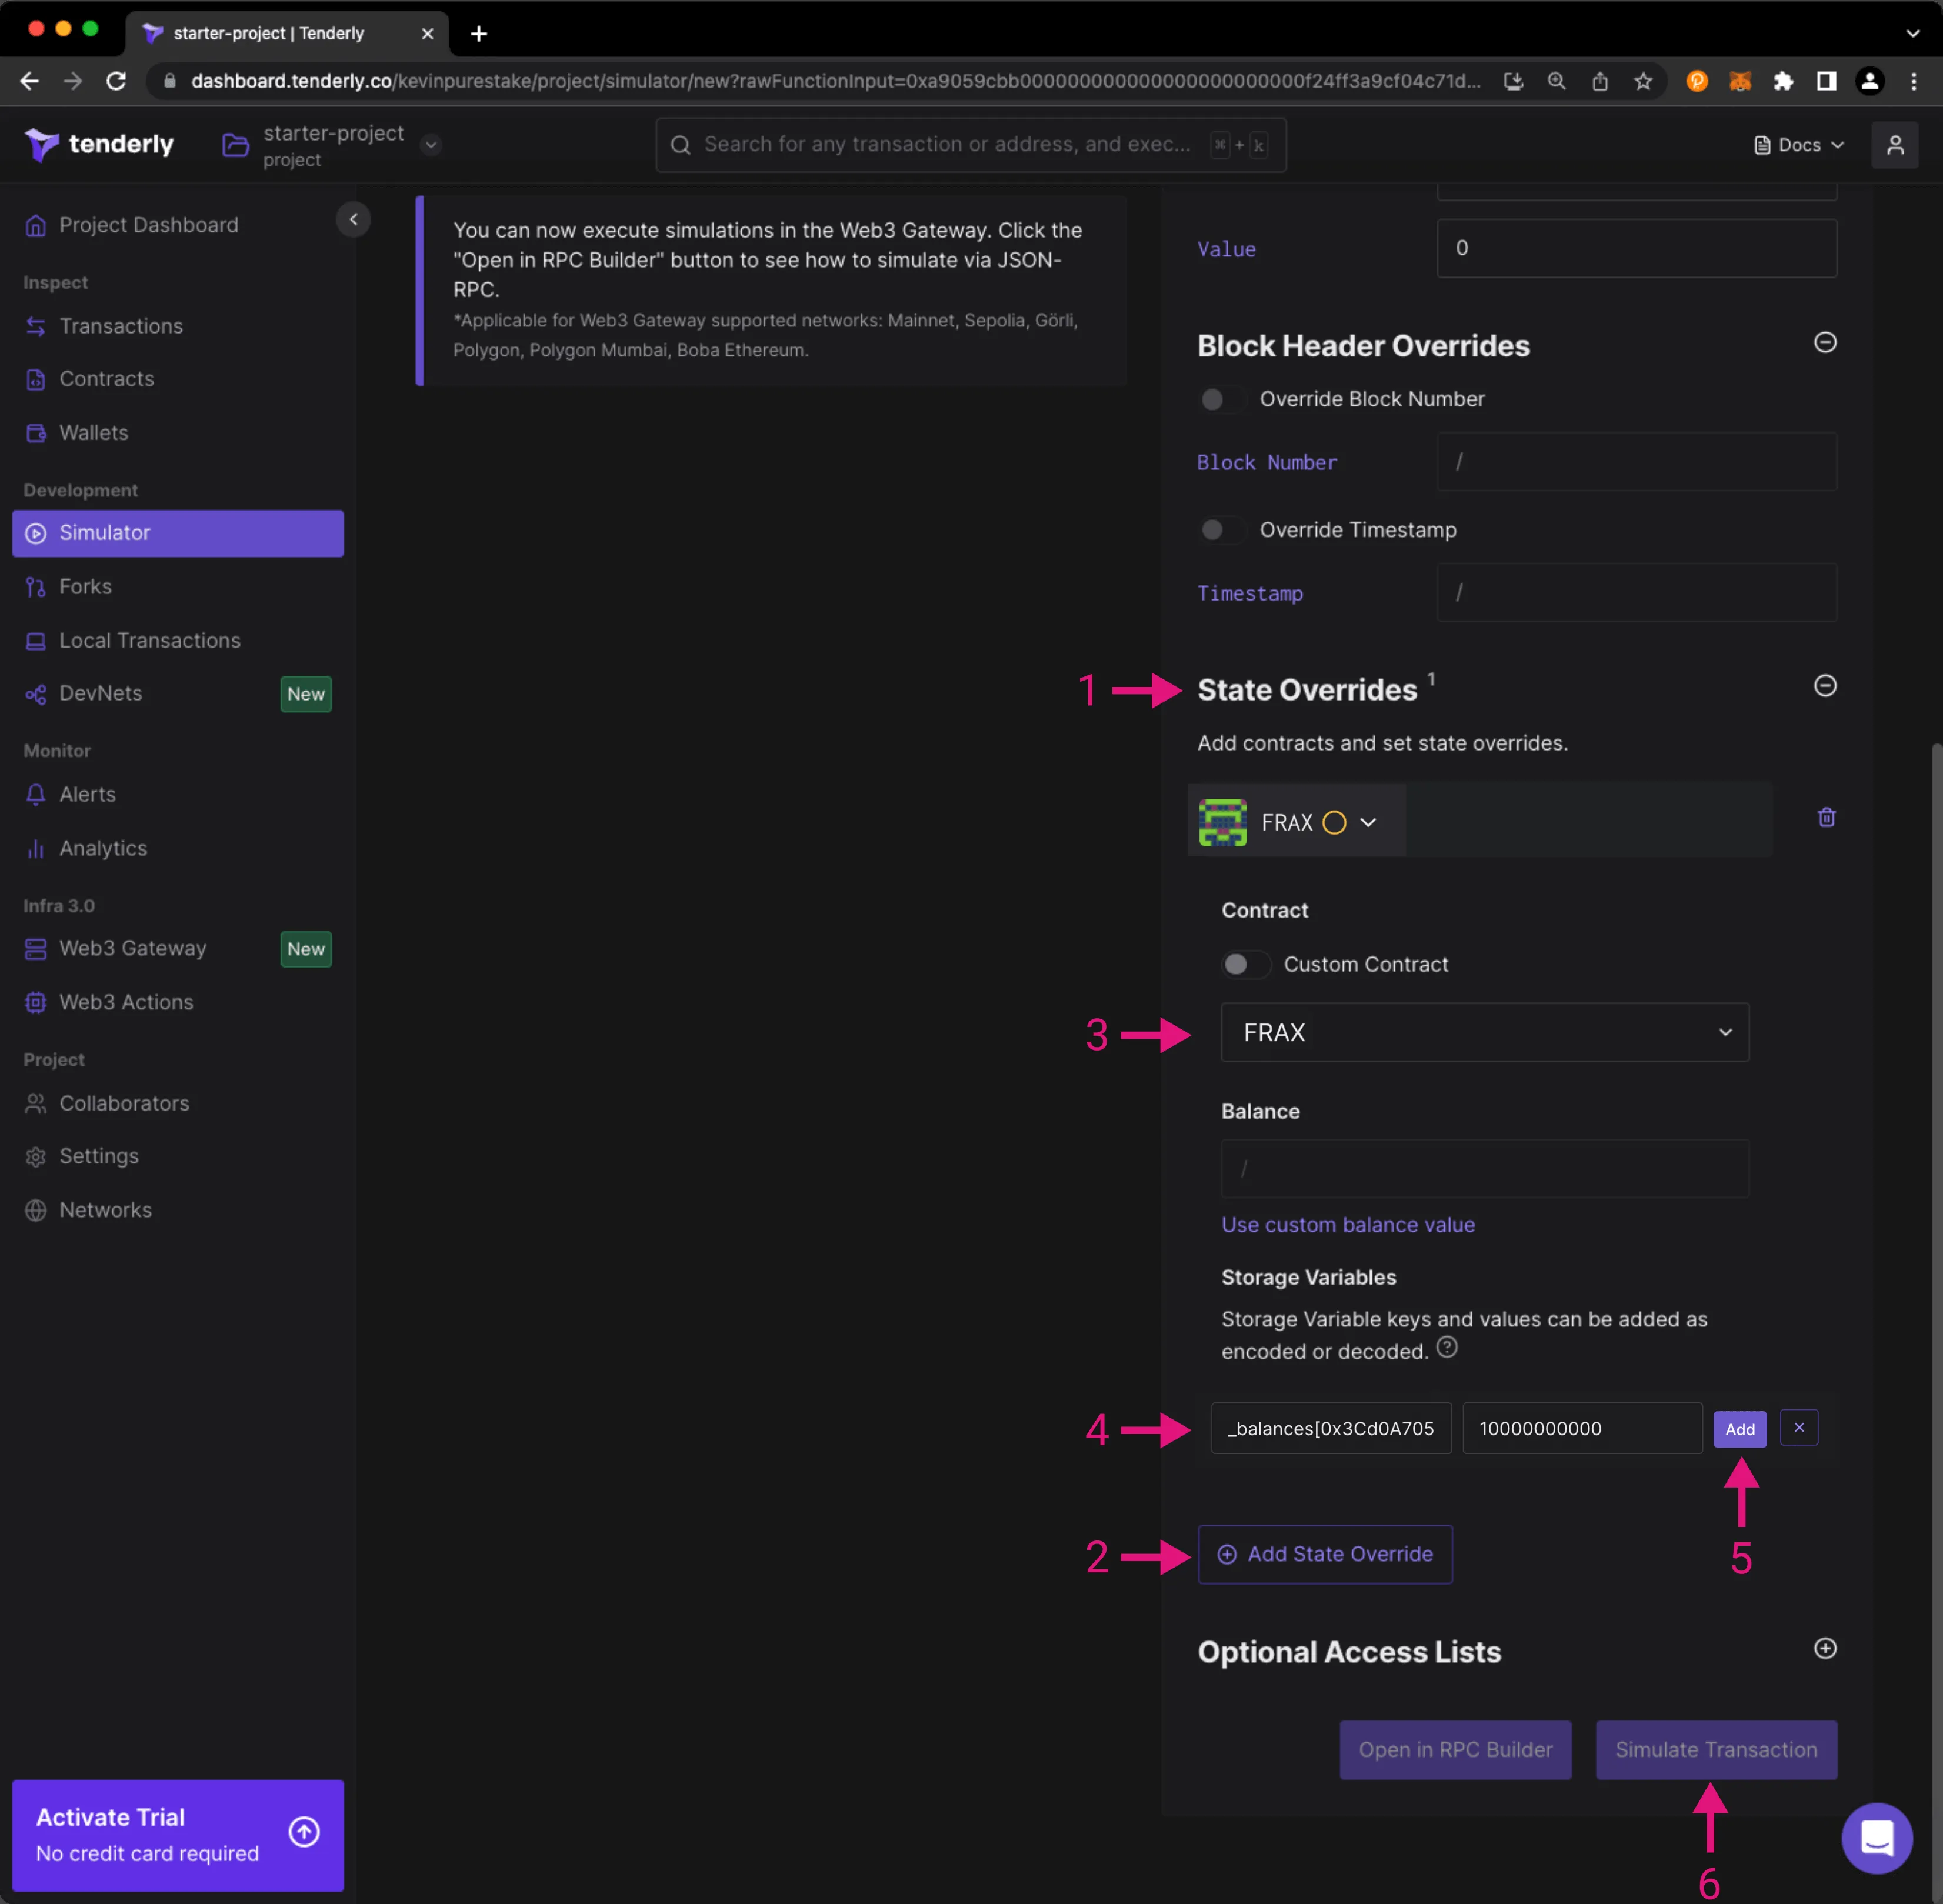 starter-project | Tenderly
dashboard.tenderly.co/kevinpurestake/project/simulator/new?rawFunctionInput=0xa9059cbb000000000000000000000000f24ff3a9cf04c71d...
tenderly
starter-project
project
Search for any transaction or address, and exec...
⌘ + k
Docs
Project Dashboard
Inspect
Transactions
Contracts
Wallets
Development
Simulator
Forks
Local Transactions
DevNets
New
Monitor
Alerts
Analytics
Infra 3.0
Web3 Gateway
New
Web3 Actions
Project
Collaborators
Settings
Networks
Activate Trial
No credit card required
You can now execute simulations in the Web3 Gateway. Click the
"Open in RPC Builder" button to see how to simulate via JSON-
RPC.
*Applicable for Web3 Gateway supported networks: Mainnet, Sepolia, Görli,
Polygon, Polygon Mumbai, Boba Ethereum.
Value
0
Block Header Overrides
Override Block Number
Block Number
/
Override Timestamp
Timestamp
/
1
State Overrides 1
Add contracts and set state overrides.
FRAX
Contract
Custom Contract
3
FRAX
Balance
/
Use custom balance value
Storage Variables
Storage Variable keys and values can be added as
encoded or decoded.
4
_balances[0x3Cd0A705
10000000000
Add
2
Add State Override
5
Optional Access Lists
Open in RPC Builder
Simulate Transaction
6